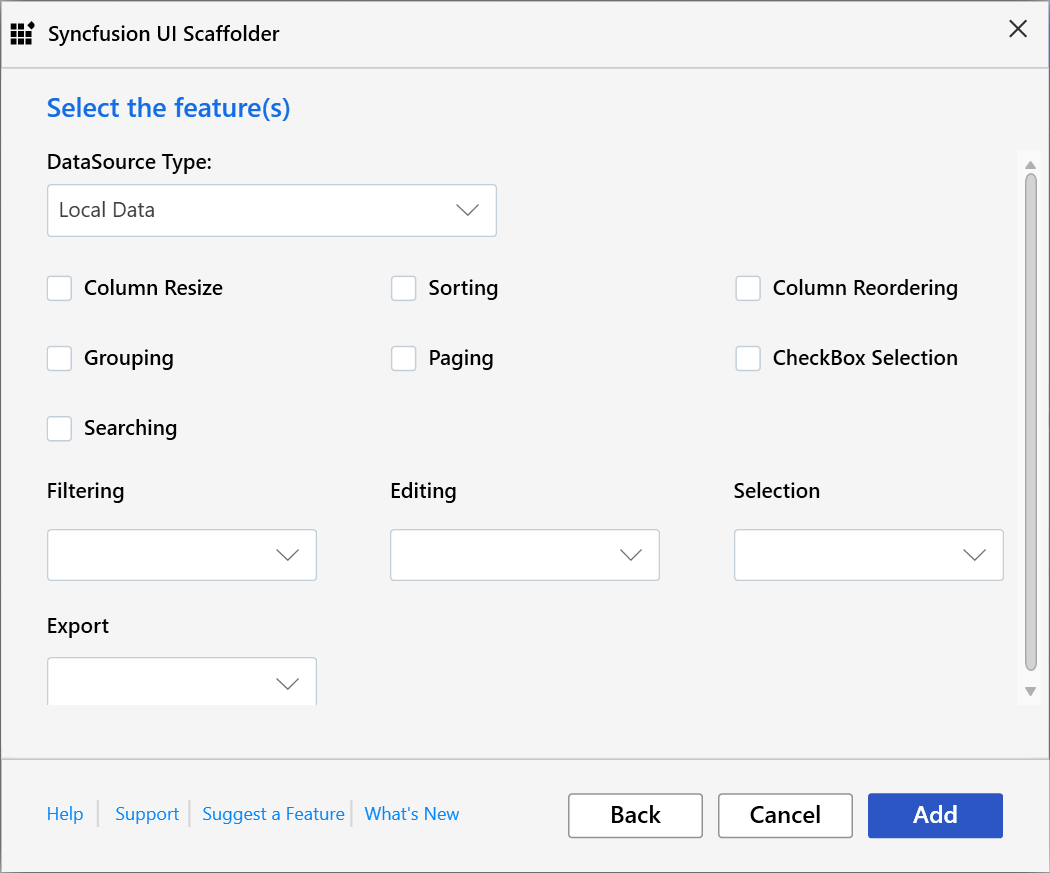 Syncfusion UI Scaffolder
Select the feature(s)
DataSource Type:
Local Data
Column Resize
Sorting
Column Reordering
Grouping
Paging
CheckBox Selection
Searching
Filtering
Editing
Selection
Export
Help
Support
Suggest a Feature
What's New
Back
Cancel
Add